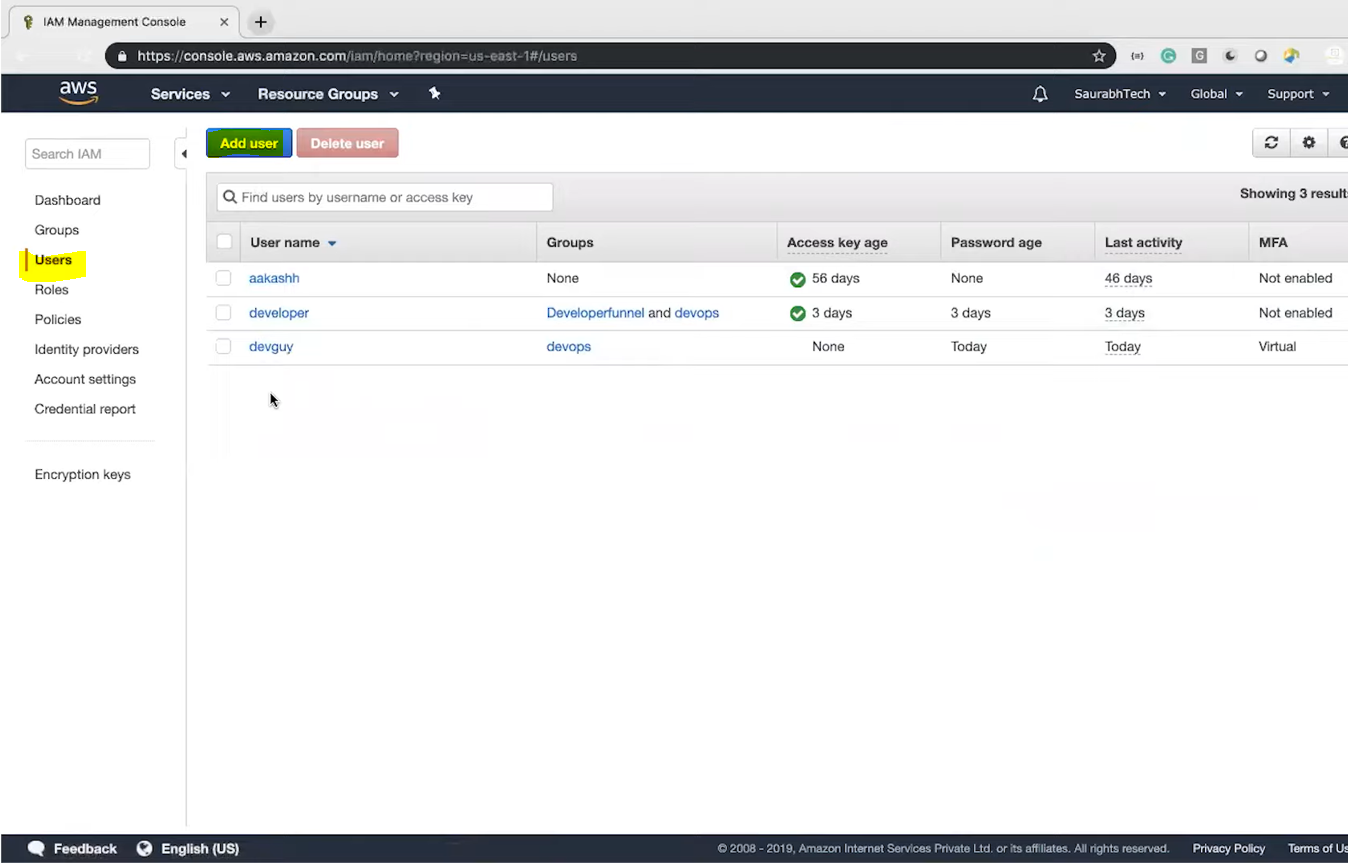 IAM Management Console
https://console.aws.amazon.com/iam/home?region=us-east-1#/users
aws Services Resource Groups SaurabhTech Global Support
Search IAM
Add user Delete user
Dashboard
Groups
Users
Roles
Policies
Identity providers
Account settings
Credential report
Encryption keys
Find users by username or access key
Showing 3 result
User name Groups Access key age Password age Last activity MFA
aakashh None 56 days None 46 days Not enabled
developer Developerfunnel and devops 3 days 3 days 3 days Not enabled
devguy devops None Today Today Virtual
Feedback English (US) © 2008 - 2019, Amazon Internet Services Private Ltd. or its affiliates. All rights reserved. Privacy Policy Terms of Us